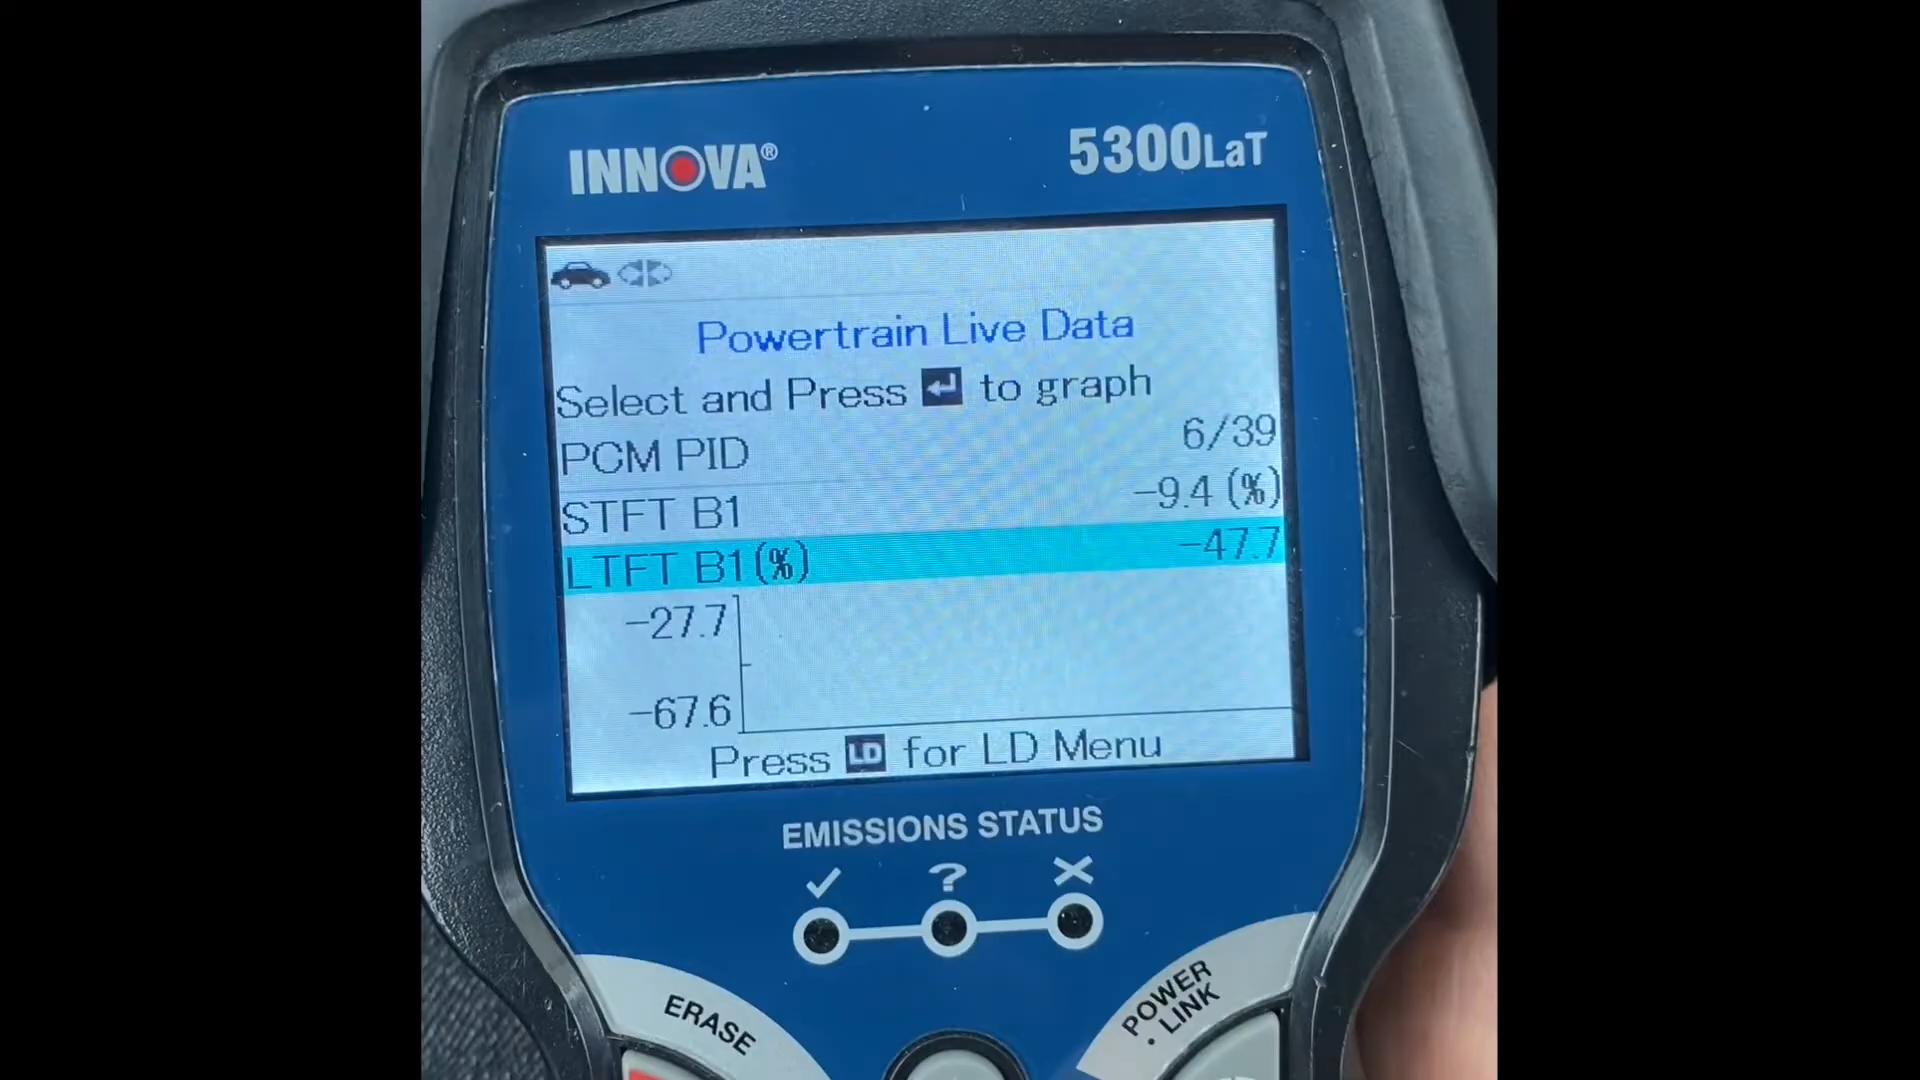 INNOVA® 5300LaT
Powertrain Live Data
Select and Press to graph
PCM PID 6/39
STFT B1 -9.4 (%)
LTFT B1(%) -47.7
-27.7
-67.6
Press LD for LD Menu
EMISSIONS STATUS
✓ ? X
ERASE
POWER
• LINK